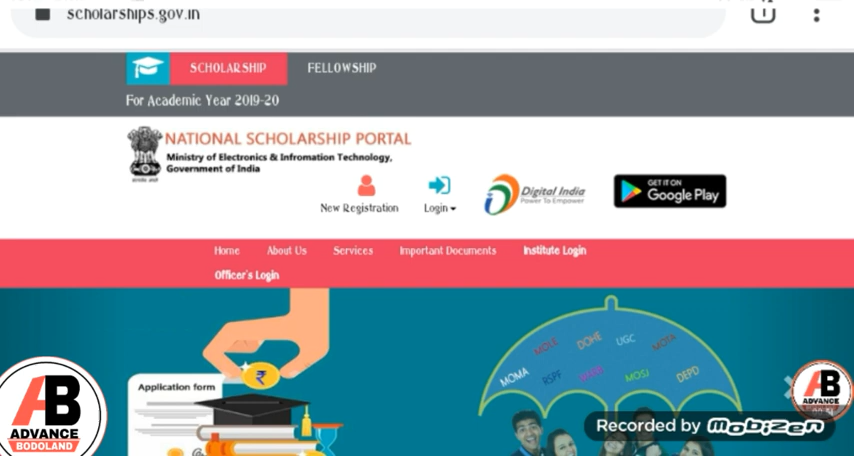 scholarships.gov.in
SCHOLARSHIP FELLOWSHIP
For Academic Year 2019-20
NATIONAL SCHOLARSHIP PORTAL
Ministry of Electronics & Infromation Technology,
Government of India
New Registration
Login
Digital India
Power To Empower
GET IT ON
Google Play
Home About Us Services Important Documents Institute Login
Officer's Login
MOLE DOHE UGC MOTA
MOMA RSPF MOSJ DEPD
Application form
₹
AB
ADVANCE
BODOLAND
AB
ADVANCE
Recorded by Mobizen